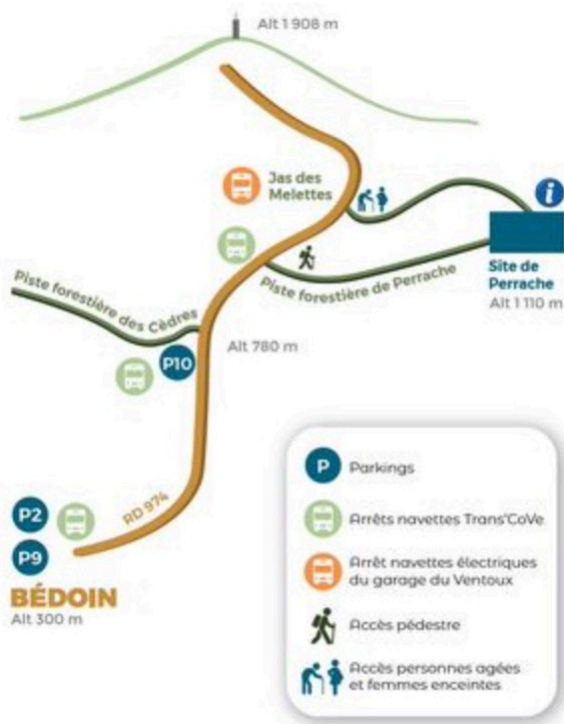 Alt 1 908 m
Jas des
Melettes
i
Piste forestière de Perrache
Site de
Perrache
Alt 1 110 m
Piste forestière des Cèdres
Alt 780 m
P10
RD 974
P2
P9
BÉDOIN
Alt 300 m
P Parkings
Arrêts navettes Trans'CoVe
Arrêt navettes électriques
du garage du Ventoux
Accès pédestre
Accès personnes agées
et femmes enceintes